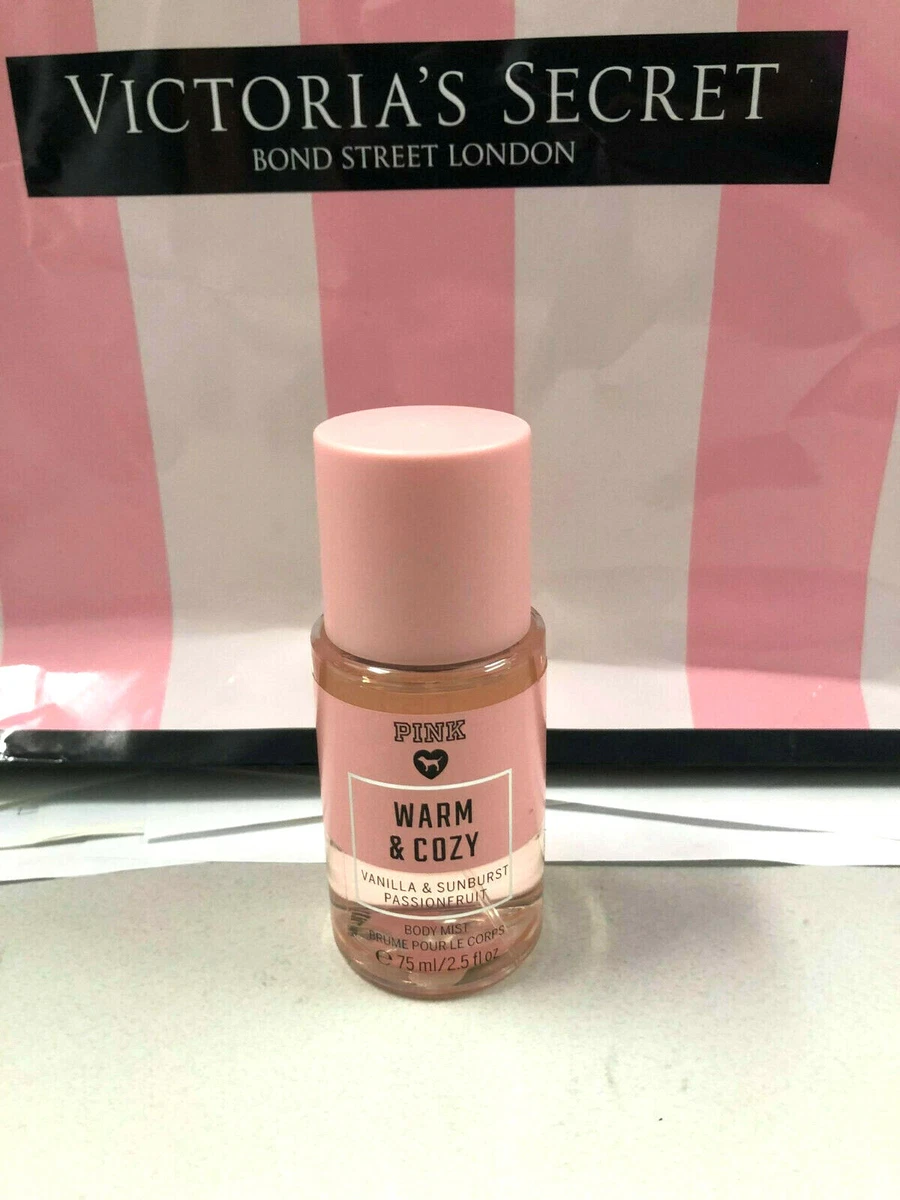 VICTORIA'S SECRET
BOND STREET LONDON
PINK
WARM
& COZY
VANILLA & SUNBURST
PASSIONFRUIT
BODY MIST
BRUME POUR LE CORPS
℮ 75 ml/2.5 fl oz